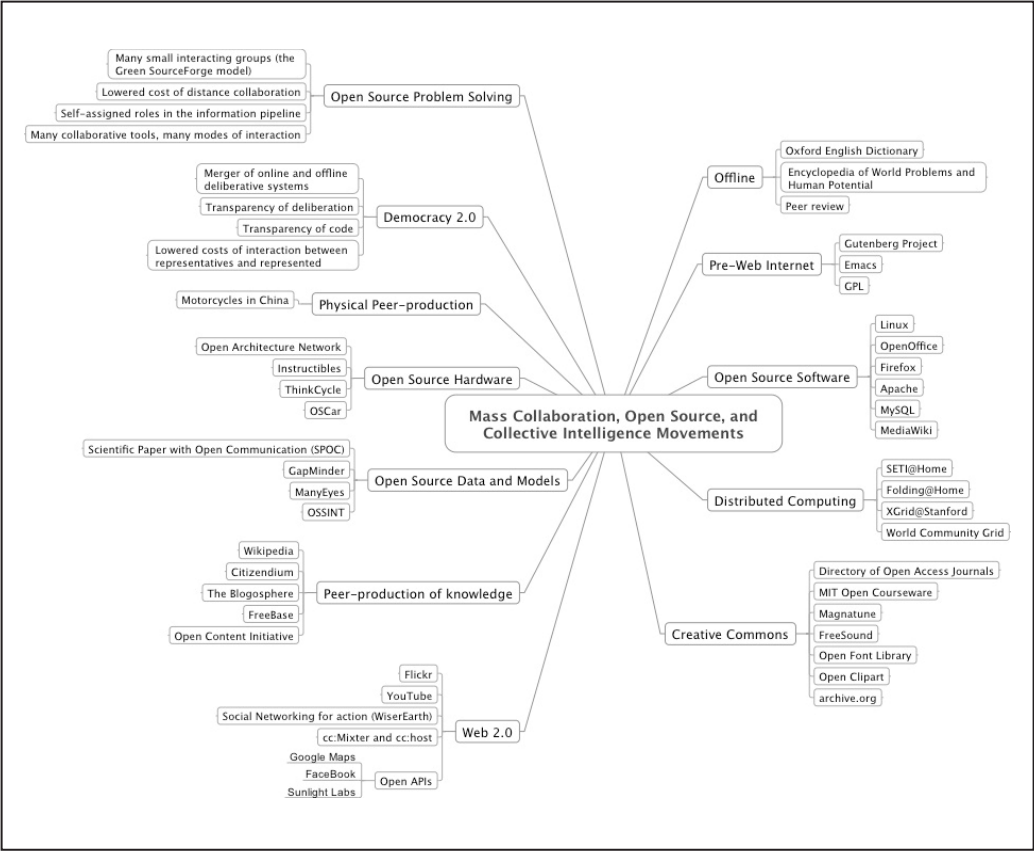 Mass Collaboration, Open Source, and
Collective Intelligence Movements
Open Source Problem Solving
Many small interacting groups (the
Green SourceForge model)
Lowered cost of distance collaboration
Self-assigned roles in the information pipeline
Many collaborative tools, many modes of interaction
Democracy 2.0
Merger of online and offline
deliberative systems
Transparency of deliberation
Transparency of code
Lowered costs of interaction between
representatives and represented
Physical Peer-production
Motorcycles in China
Open Source Hardware
Open Architecture Network
Instructibles
ThinkCycle
OSCar
Open Source Data and Models
Scientific Paper with Open Communication (SPOC)
GapMinder
ManyEyes
OSSINT
Peer-production of knowledge
Wikipedia
Citizendium
The Blogosphere
FreeBase
Open Content Initiative
Web 2.0
Flickr
YouTube
Social Networking for action (WiserEarth)
cc:Mixter and cc:host
Open APIs
Google Maps
FaceBook
Sunlight Labs
Offline
Oxford English Dictionary
Encyclopedia of World Problems and
Human Potential
Peer review
Pre-Web Internet
Gutenberg Project
Emacs
GPL
Open Source Software
Linux
OpenOffice
Firefox
Apache
MySQL
MediaWiki
Distributed Computing
SETI@Home
Folding@Home
XGrid@Stanford
World Community Grid
Creative Commons
Directory of Open Access Journals
MIT Open Courseware
Magnatune
FreeSound
Open Font Library
Open Clipart
archive.org